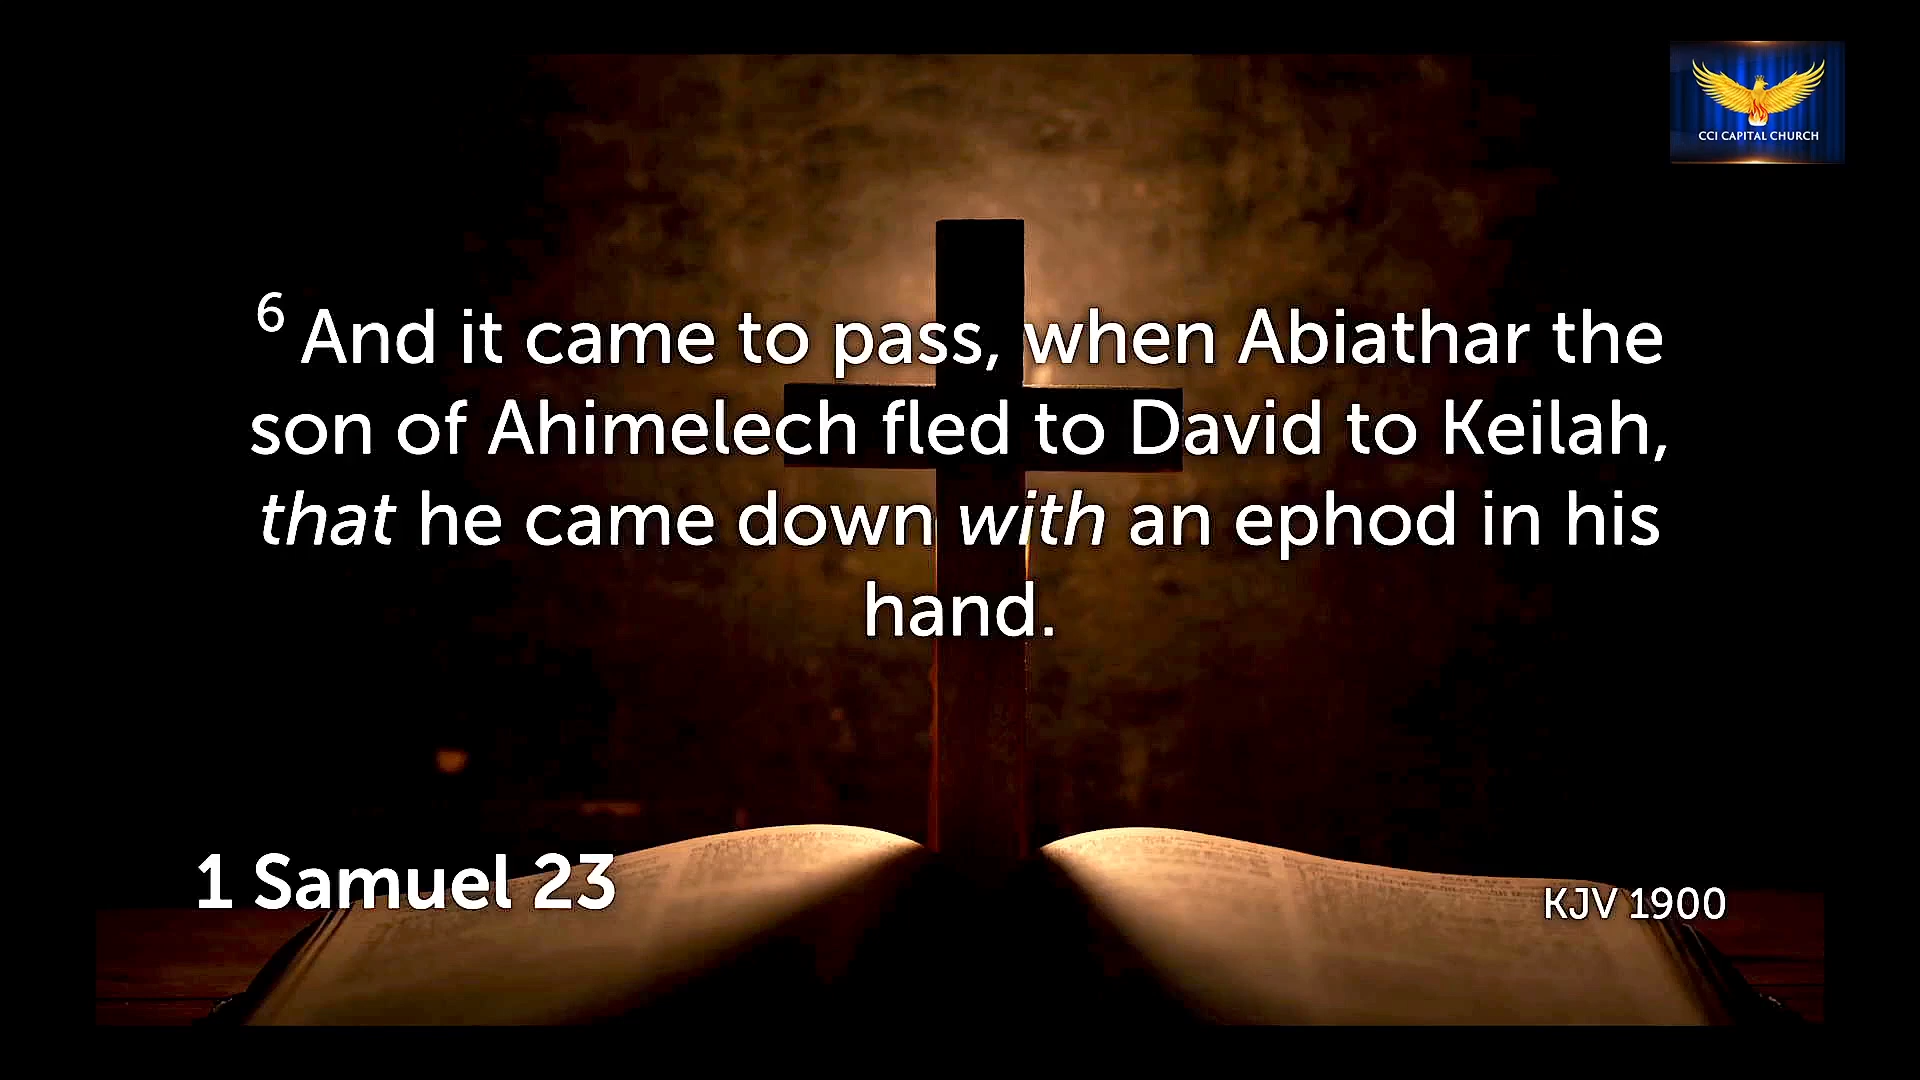 CCI CAPITAL CHURCH
6 And it came to pass, when Abiathar the
son of Ahimelech fled to David to Keilah,
that he came down with an ephod in his
hand.
1 Samuel 23
KJV 1900